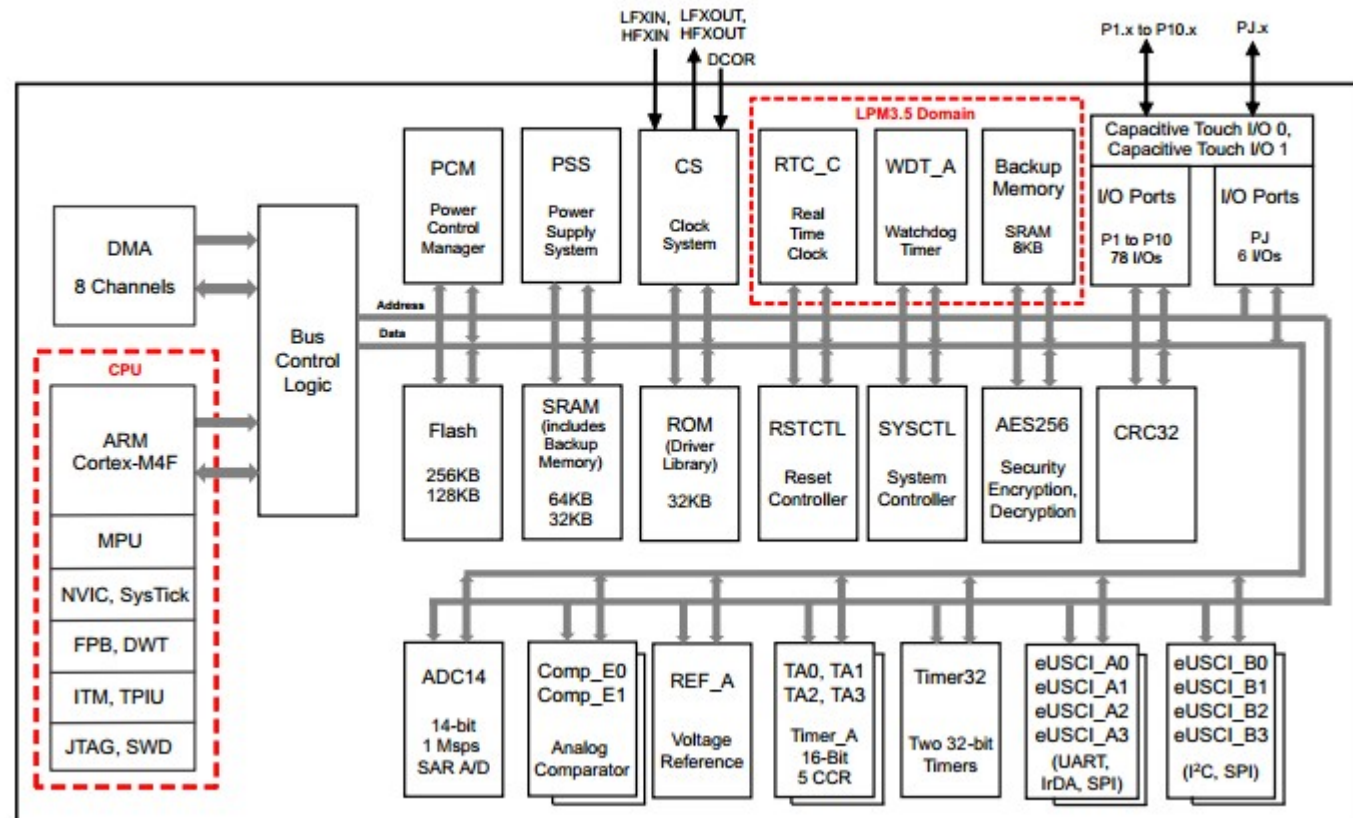 LFXIN,
HFXIN
LFXOUT,
HFXOUT
DCOR
P1.x to P10.x
PJ.x
LPM3.5 Domain
Capacitive Touch I/O 0,
Capacitive Touch I/O 1
PCM
Power
Control
Manager
PSS
Power
Supply
System
CS
Clock
System
RTC_C
Real
Time
Clock
WDT_A
Watchdog
Timer
Backup
Memory
SRAM
8KB
I/O Ports
P1 to P10
78 I/Os
I/O Ports
PJ
6 I/Os
DMA
8 Channels
Bus
Control
Logic
Address
Data
CPU
ARM
Cortex-M4F
MPU
NVIC, SysTick
FPB, DWT
ITM, TPIU
JTAG, SWD
Flash
256KB
128KB
SRAM
(includes
Backup
Memory)
64KB
32KB
ROM
(Driver
Library)
32KB
RSTCTL
Reset
Controller
SYSCTL
System
Controller
AES256
Security
Encryption,
Decryption
CRC32
ADC14
14-bit
1 Msps
SAR A/D
Comp_E0
Comp_E1
Analog
Comparator
REF_A
Voltage
Reference
TA0, TA1
TA2, TA3
Timer_A
16-Bit
5 CCR
Timer32
Two 32-bit
Timers
eUSCI_A0
eUSCI_A1
eUSCI_A2
eUSCI_A3
(UART,
IrDA, SPI)
eUSCI_B0
eUSCI_B1
eUSCI_B2
eUSCI_B3
(I²C, SPI)